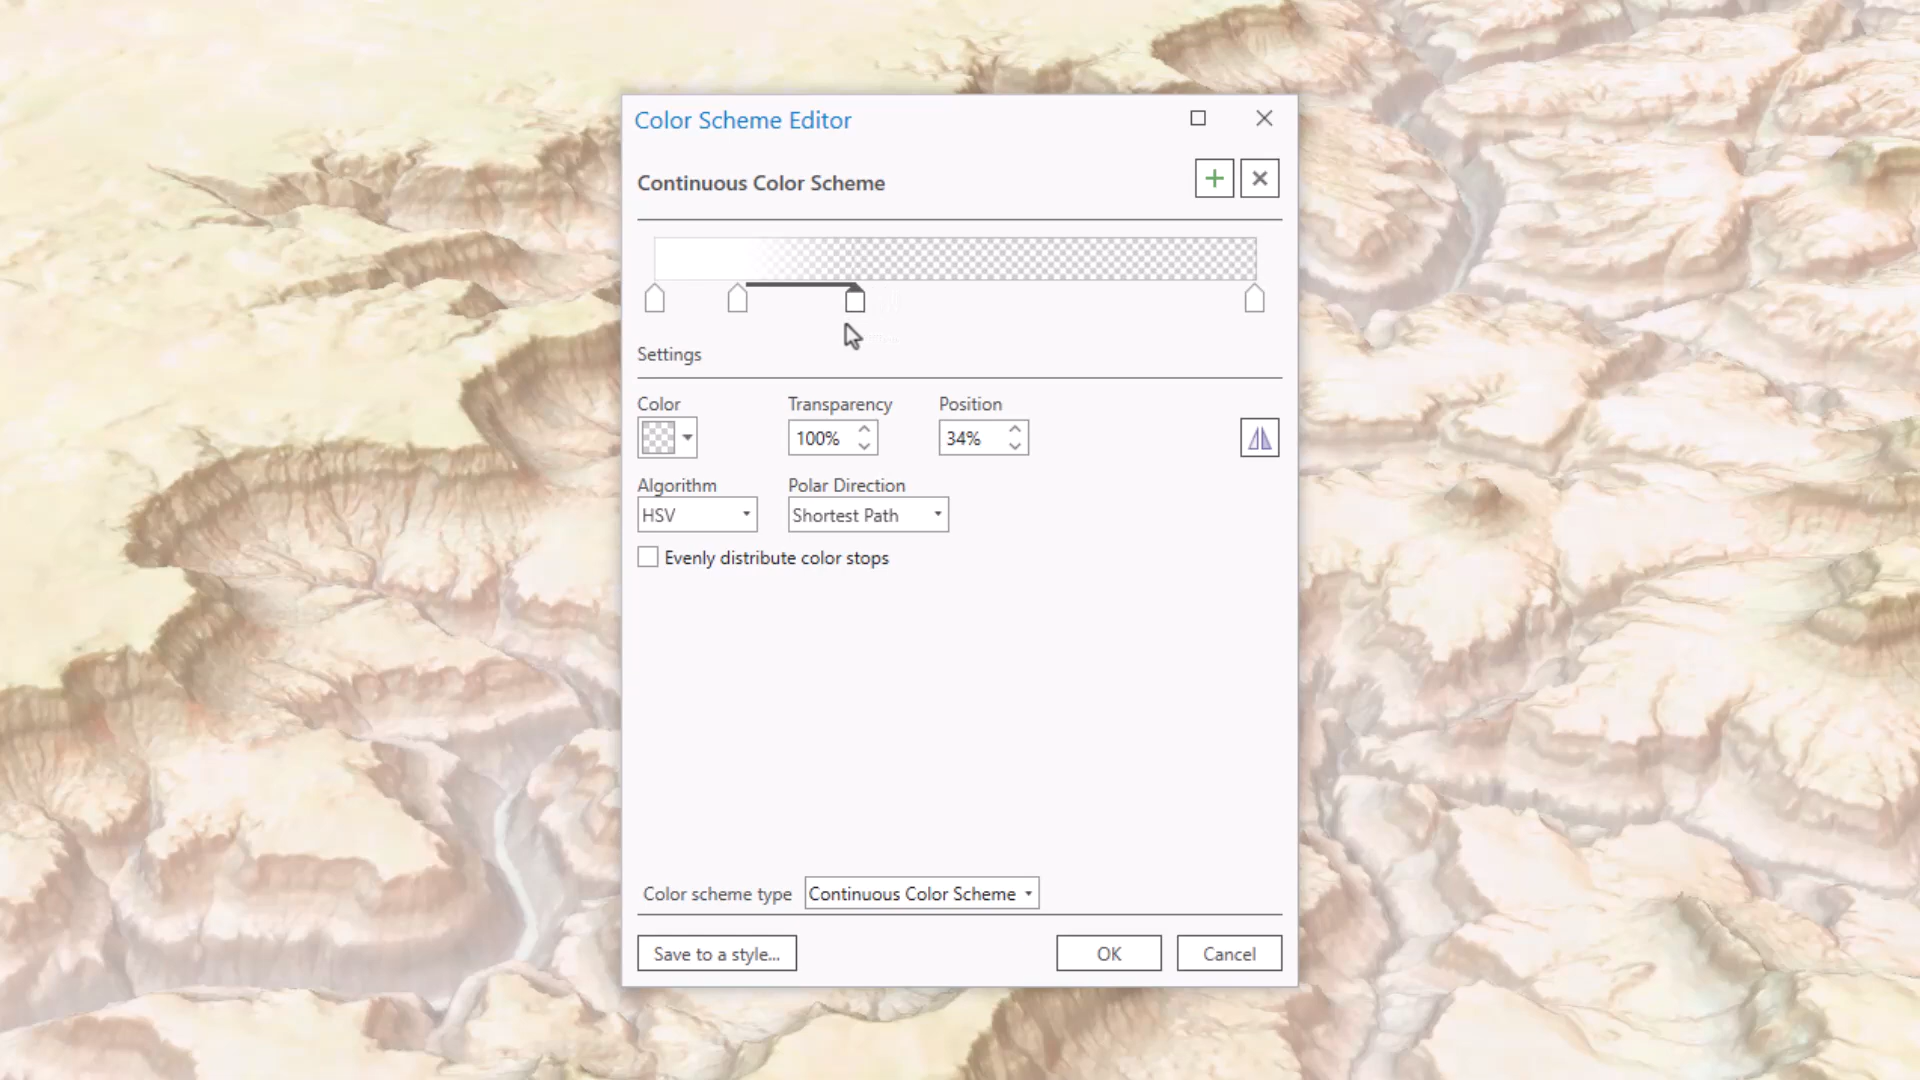 Color Scheme Editor
Continuous Color Scheme
Settings
Color Transparency Position
100% 34%
Algorithm Polar Direction
HSV Shortest Path
Evenly distribute color stops
Color scheme type Continuous Color Scheme
Save to a style... OK Cancel